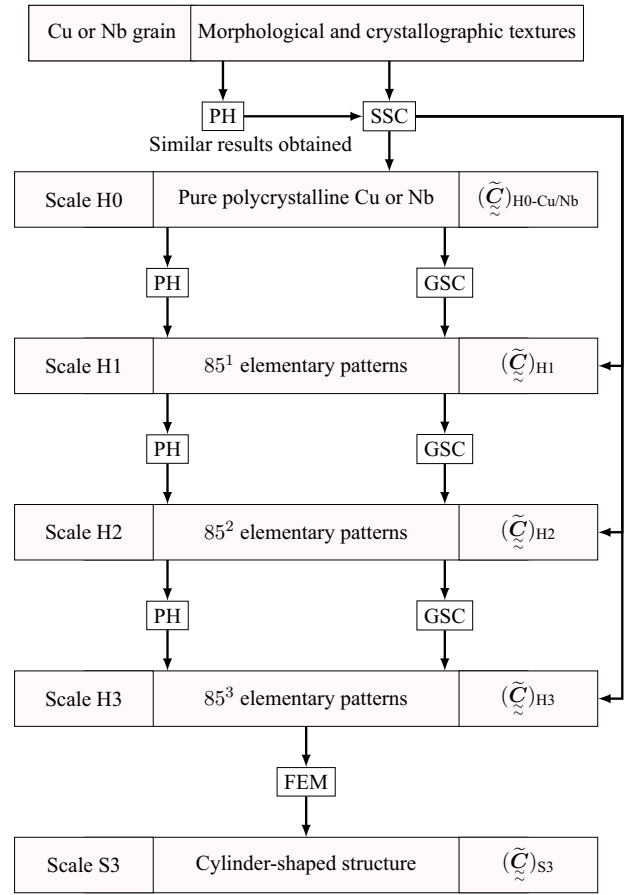 Cu or Nb grain Morphological and crystallographic textures
PH SSC
Similar results obtained
Scale H0 Pure polycrystalline Cu or Nb (C̃)H0-Cu/Nb
PH GSC
Scale H1 85¹ elementary patterns (C̃)H1
PH GSC
Scale H2 85² elementary patterns (C̃)H2
PH GSC
Scale H3 85³ elementary patterns (C̃)H3
FEM
Scale S3 Cylinder-shaped structure (C̃)S3